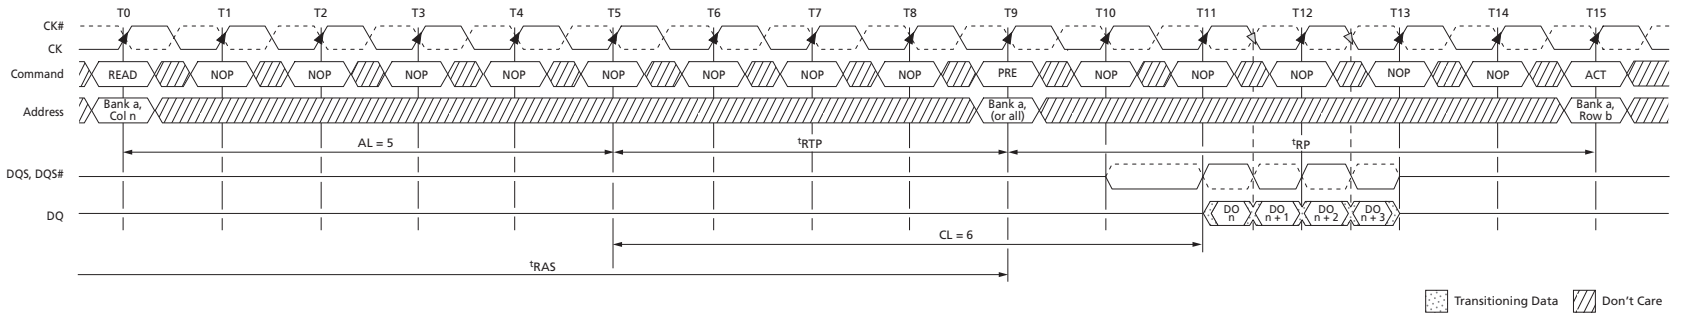 T0 T1 T2 T3 T4 T5 T6 T7 T8 T9 T10 T11 T12 T13 T14 T15
CK#
CK
Command READ NOP NOP NOP NOP NOP NOP NOP NOP PRE NOP NOP NOP NOP NOP ACT
Address Bank a, Bank a, Bank a,
Col n (or all) Row b
AL = 5 tRTP tRP
DQS, DQS#
DQ DO DO DO DO
n n + 1 n + 2 n + 3
CL = 6
tRAS
Transitioning Data Don't Care